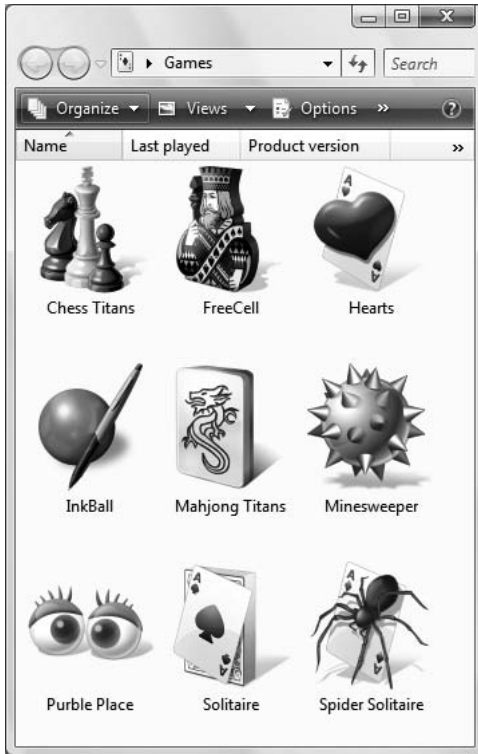 Games
Search
Organize Views Options »
Name Last played Product version »
Chess Titans FreeCell Hearts
InkBall Mahjong Titans Minesweeper
Purble Place Solitaire Spider Solitaire